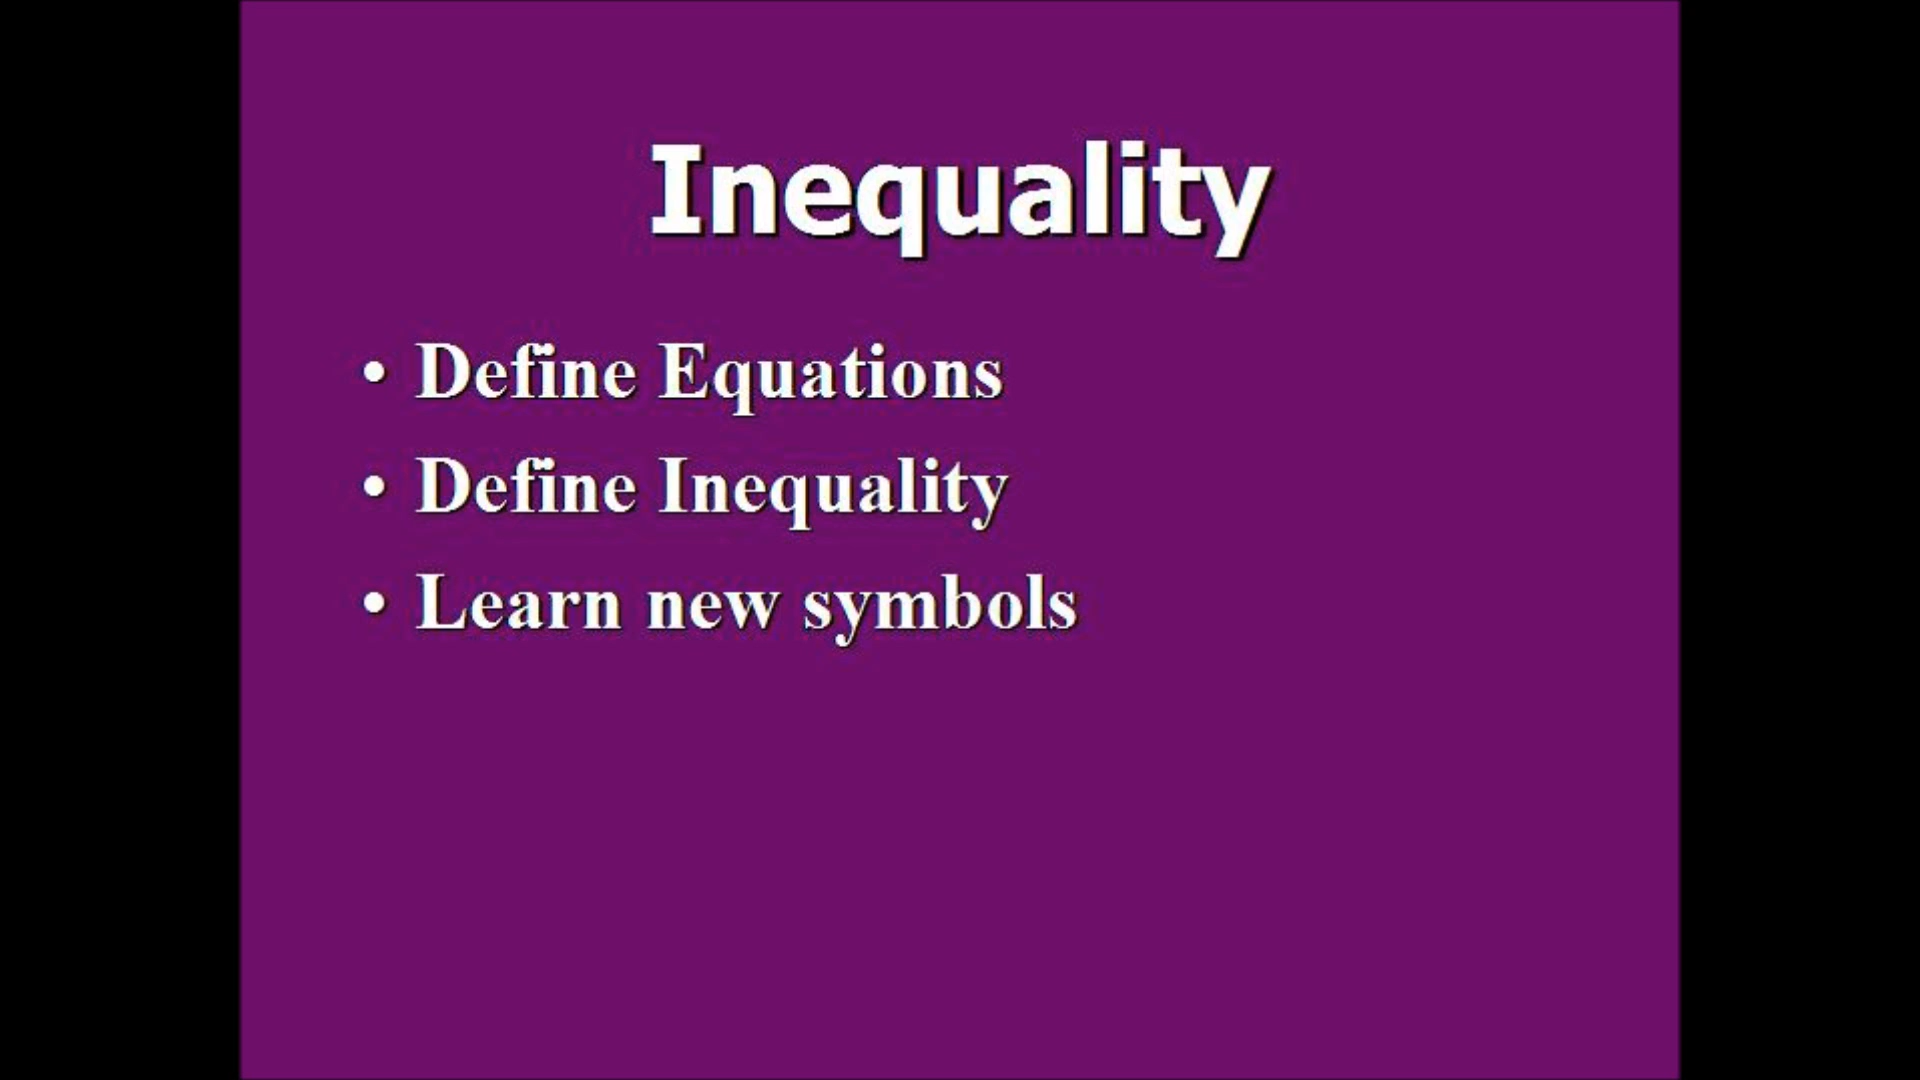 Inequality
• Define Equations
• Define Inequality
• Learn new symbols